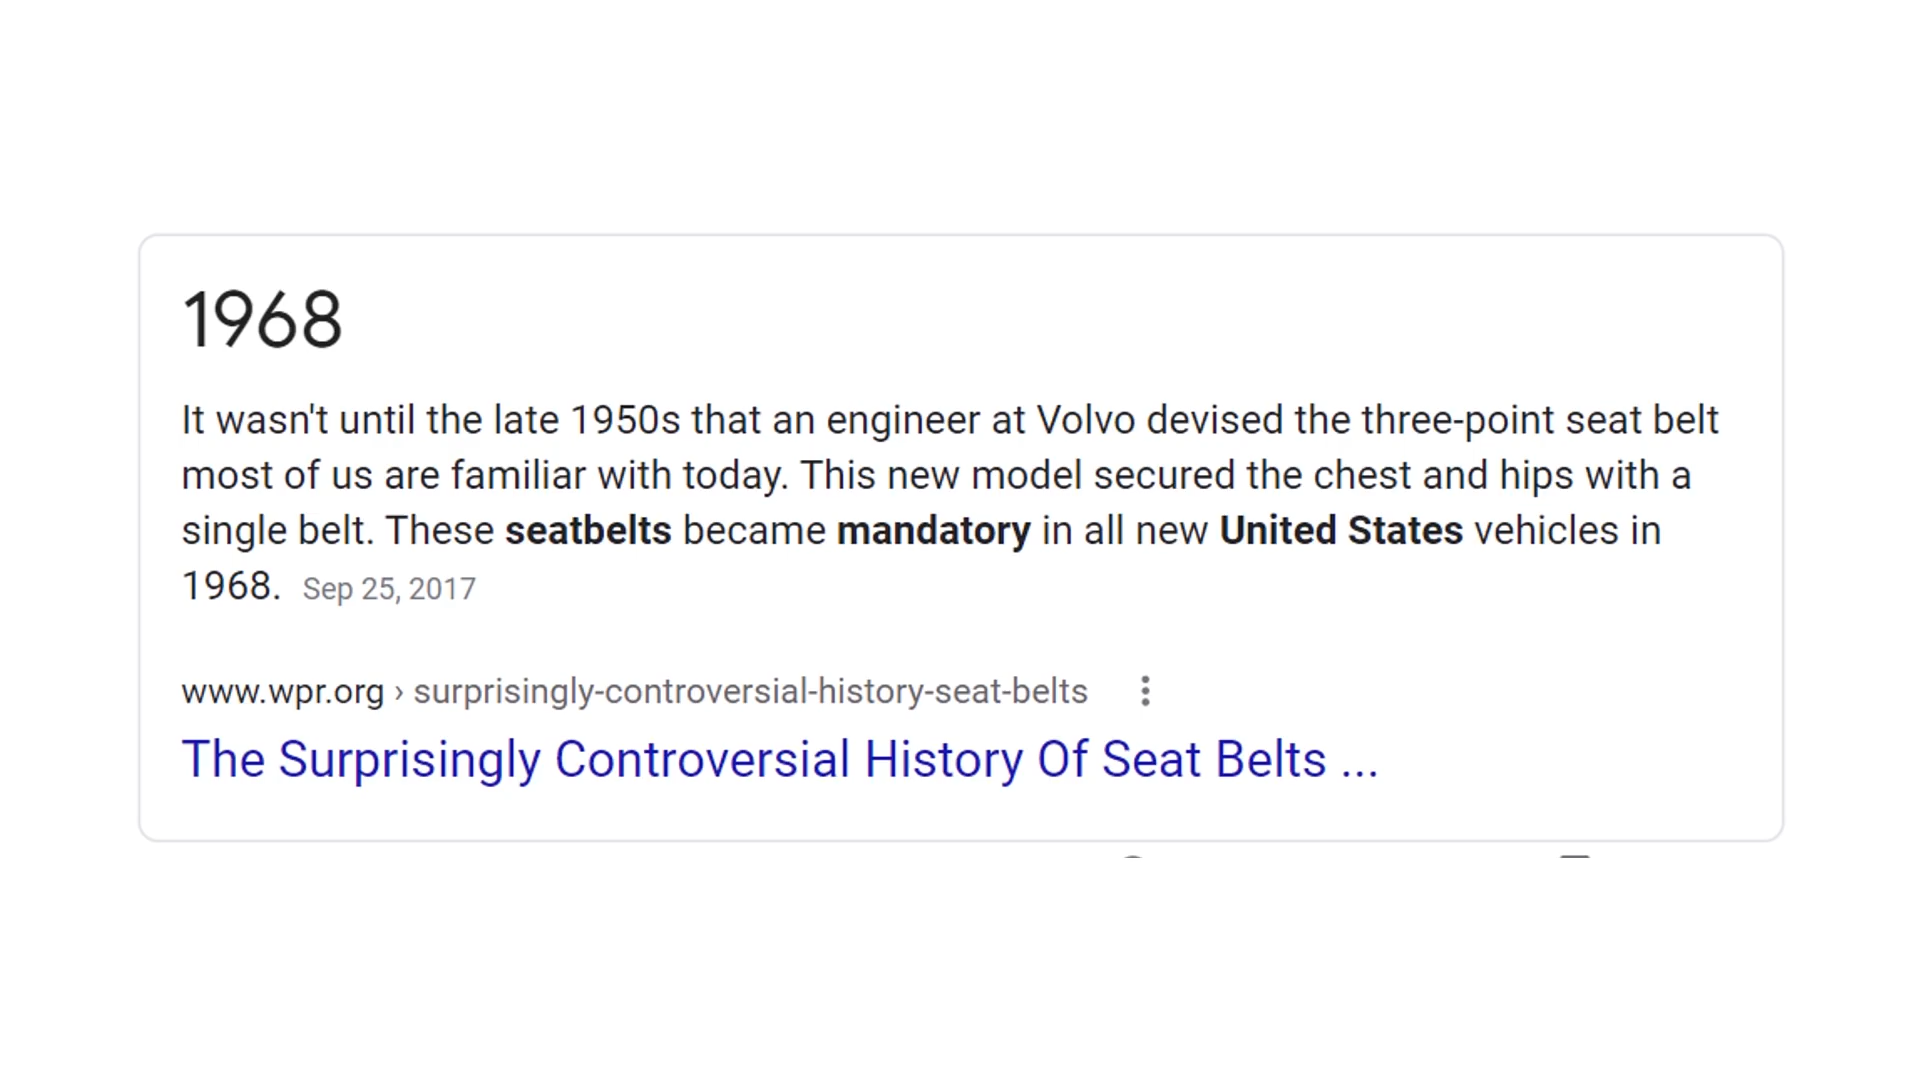 1968
It wasn't until the late 1950s that an engineer at Volvo devised the three-point seat belt
most of us are familiar with today. This new model secured the chest and hips with a
single belt. These seatbelts became mandatory in all new United States vehicles in
1968. Sep 25, 2017
www.wpr.org › surprisingly-controversial-history-seat-belts
The Surprisingly Controversial History Of Seat Belts ...